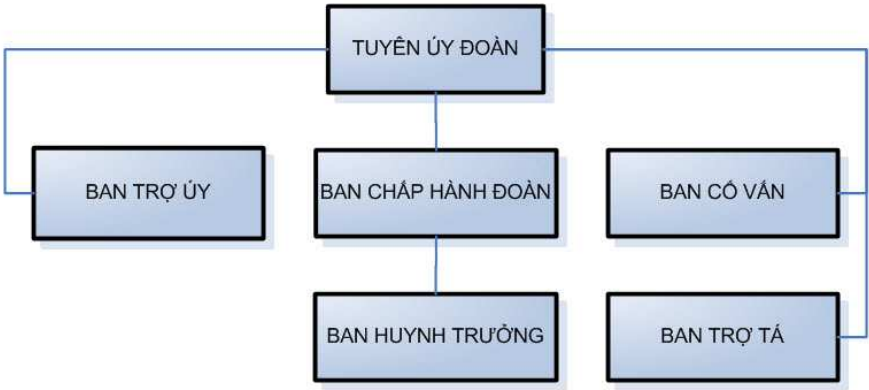 TUYÊN ÚY ĐOÀN
BAN TRỢ ÚY
BAN CHẤP HÀNH ĐOÀN
BAN CỐ VẤN
BAN HUYNH TRƯỞNG
BAN TRỢ TÁ